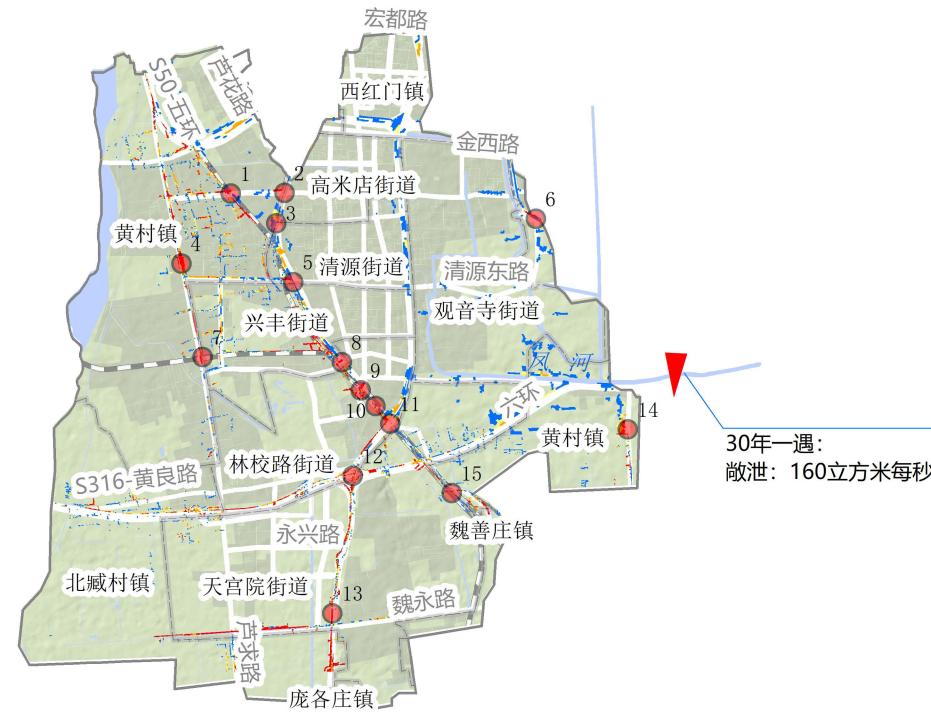 宏都路
S50-五环
芦花路
西红门镇
金西路
1
2
高米店街道
3
6
黄村镇
4
5
清源街道
清源东路
观音寺街道
兴丰街道
7
8
凤 河
9
六环
10
11
14
黄村镇
30年一遇：
敞泄：160立方米每秒
林校路街道
12
S316-黄良路
15
永兴路
魏善庄镇
北臧村镇
天宫院街道
13
魏永路
芦求路
庞各庄镇